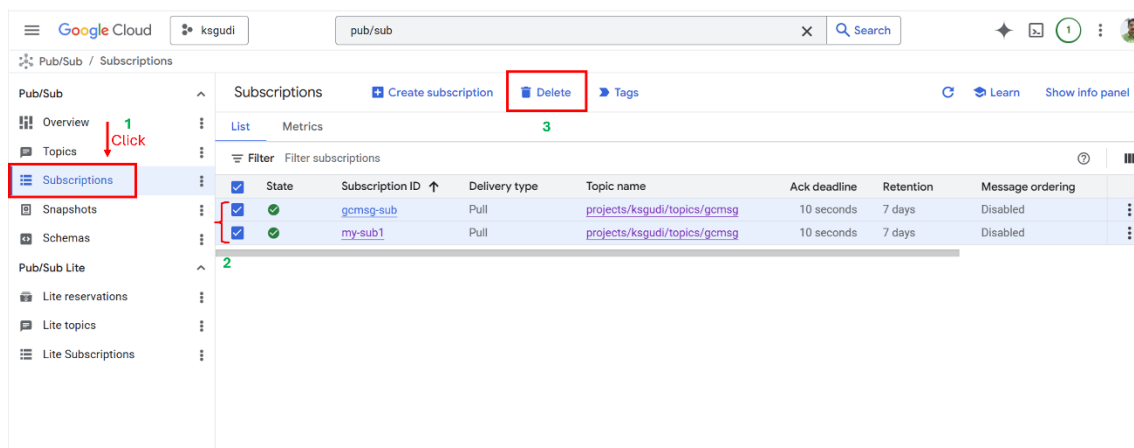 Google Cloud ksgudi pub/sub Search 1
Pub/Sub / Subscriptions
Pub/Sub
Overview
Topics
Subscriptions
Snapshots
Schemas
Pub/Sub Lite
Lite reservations
Lite topics
Lite Subscriptions
1
Click
Subscriptions Create subscription Delete Tags Learn Show info panel
3
List Metrics
Filter Filter subscriptions
State Subscription ID Delivery type Topic name Ack deadline Retention Message ordering
gcmsg-sub Pull projects/ksgudi/topics/gcmsg 10 seconds 7 days Disabled
my-sub1 Pull projects/ksgudi/topics/gcmsg 10 seconds 7 days Disabled
2